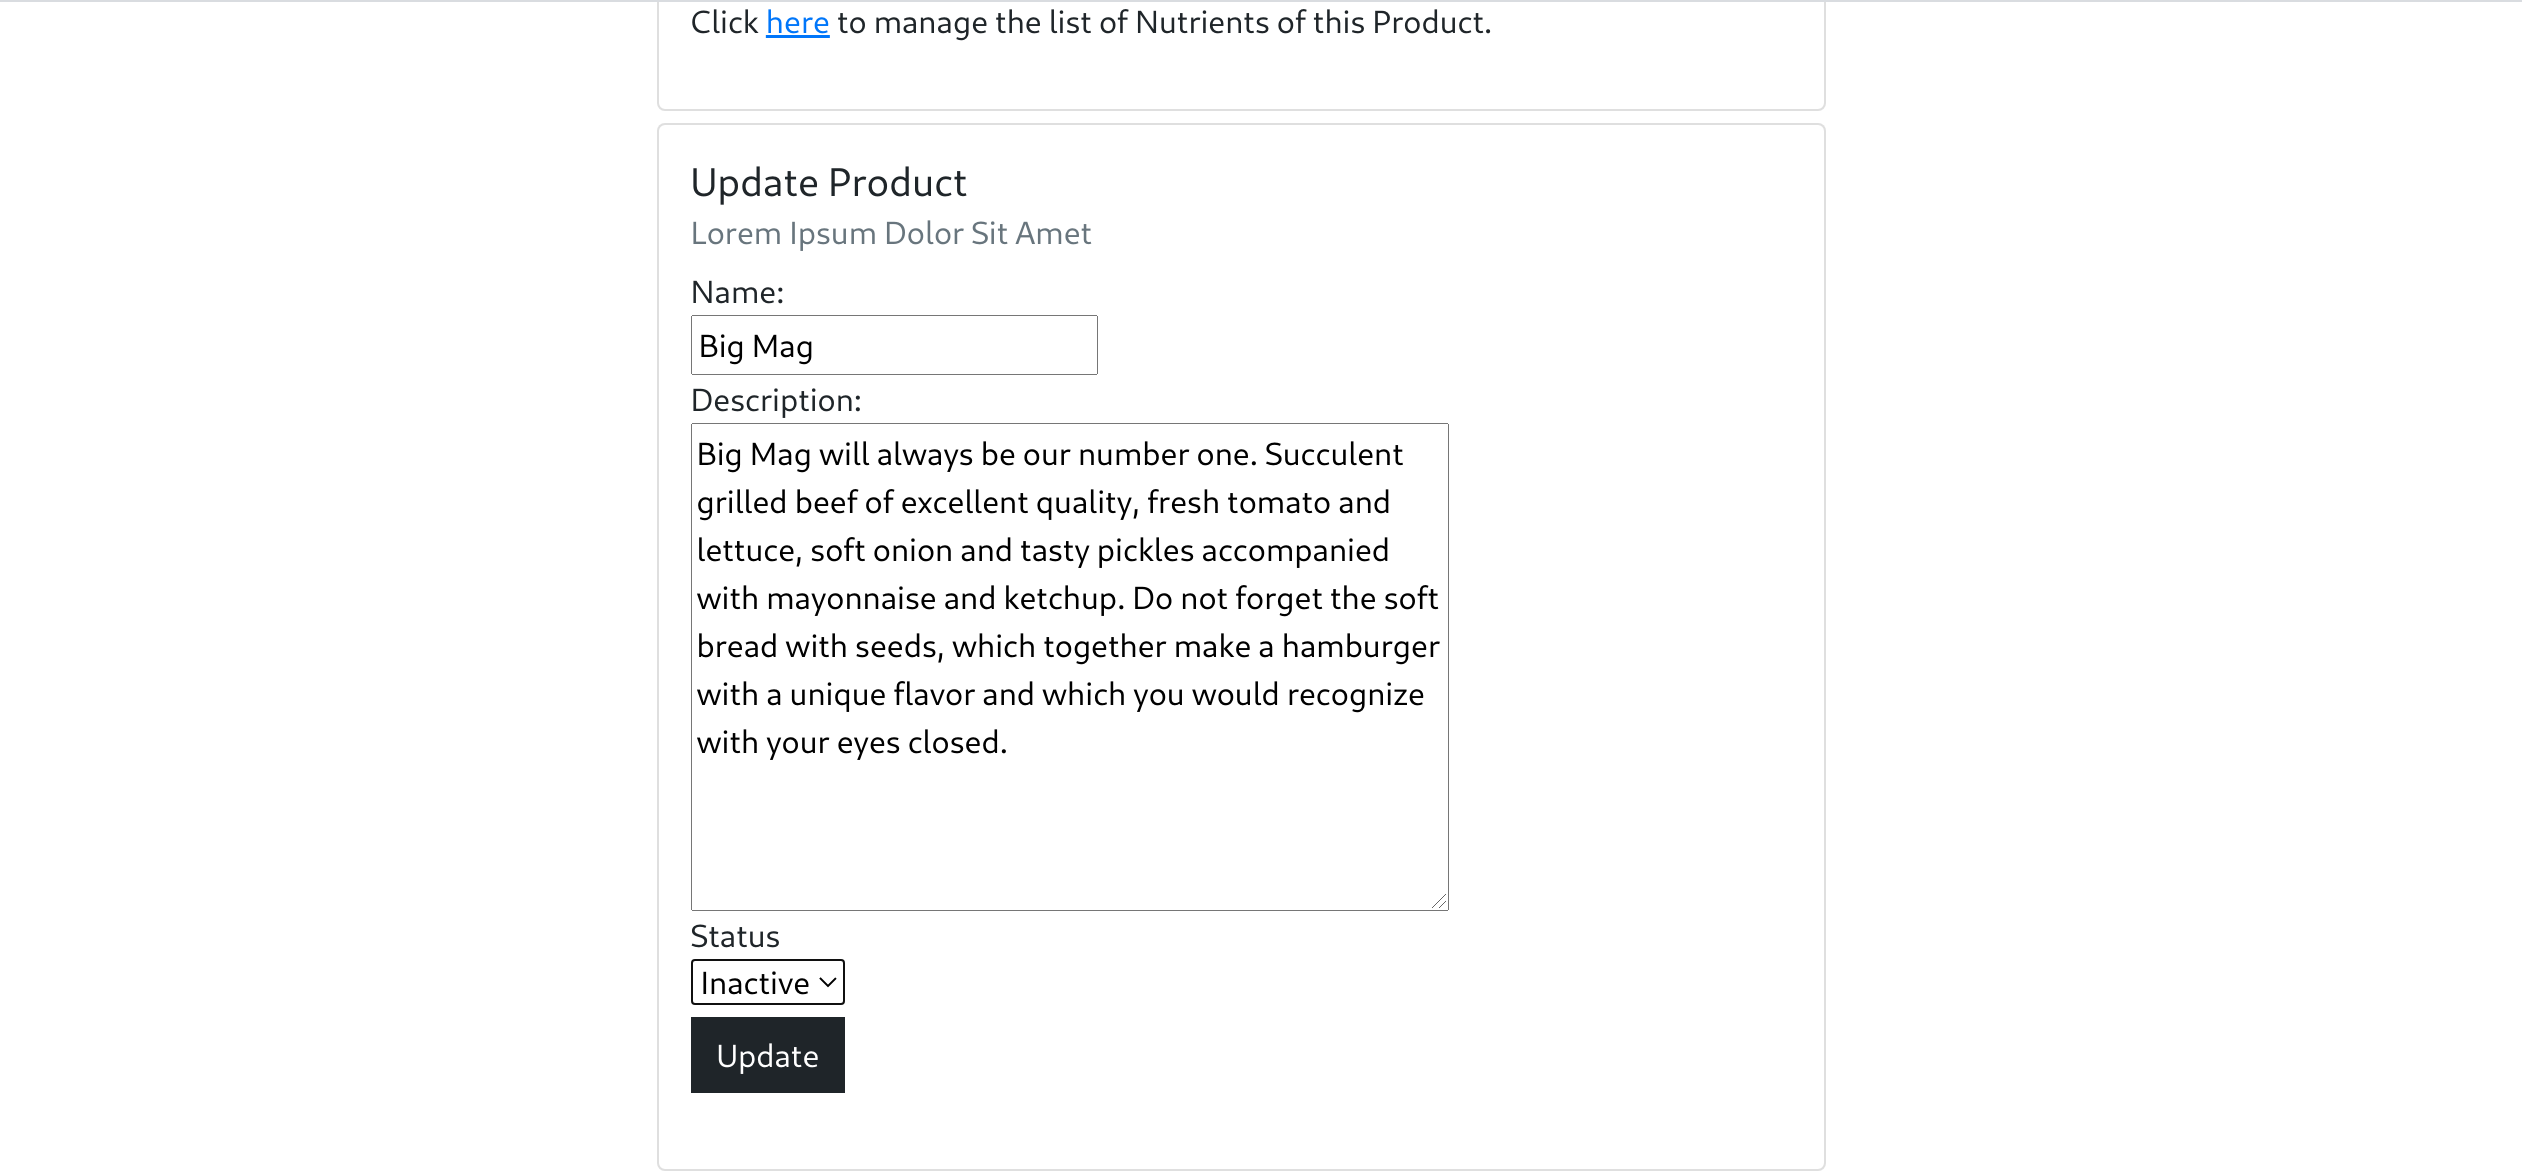 Click here to manage the list of Nutrients of this Product.
Update Product
Lorem Ipsum Dolor Sit Amet
Name:
Big Mag
Description:
Big Mag will always be our number one. Succulent
grilled beef of excellent quality, fresh tomato and
lettuce, soft onion and tasty pickles accompanied
with mayonnaise and ketchup. Do not forget the soft
bread with seeds, which together make a hamburger
with a unique flavor and which you would recognize
with your eyes closed.
Status
Inactive
Update